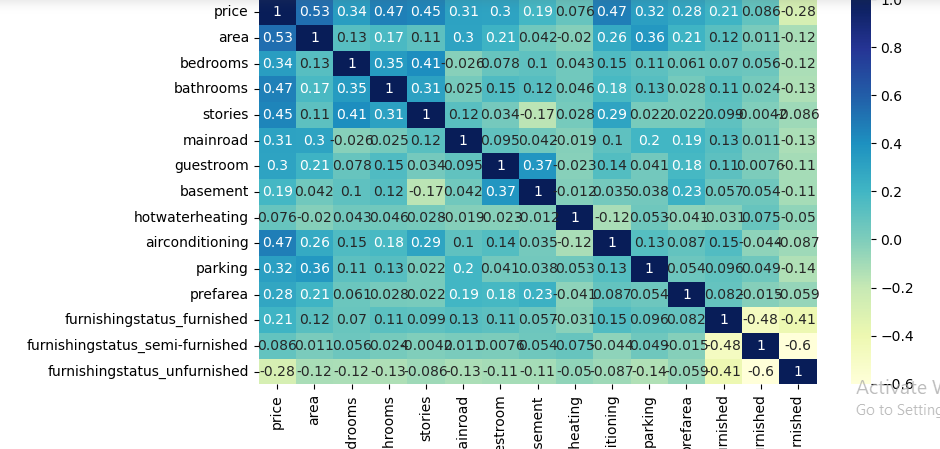 price 1 0.53 0.34 0.47 0.45 0.31 0.3 0.19 0.076 0.47 0.32 0.28 0.21 0.086 -0.28
area 0.53 1 0.13 0.17 0.11 0.3 0.21 0.042 -0.02 0.26 0.36 0.21 0.12 0.011 -0.12
bedrooms 0.34 0.13 1 0.35 0.41 -0.026 0.078 0.1 0.043 0.15 0.11 0.061 0.07 0.056 -0.12
bathrooms 0.47 0.17 0.35 1 0.31 0.025 0.15 0.12 0.046 0.18 0.13 0.028 0.11 0.024 -0.13
stories 0.45 0.11 0.41 0.31 1 0.12 0.034 -0.17 0.028 0.29 0.022 0.022 0.099 -0.0042 -0.086
mainroad 0.31 0.3 -0.026 0.025 0.12 1 0.095 0.042 -0.019 0.1 0.2 0.19 0.13 0.011 -0.13
guestroom 0.3 0.21 0.078 0.15 0.034 0.095 1 0.37 -0.023 0.14 0.041 0.18 0.11 0.0076 -0.11
basement 0.19 0.042 0.1 0.12 -0.17 0.042 0.37 1 -0.012 0.035 0.038 0.23 0.057 0.054 -0.11
hotwaterheating 0.076 -0.02 0.043 0.046 0.028 -0.019 -0.023 -0.012 1 -0.12 0.053 -0.041 0.031 0.075 -0.05
airconditioning 0.47 0.26 0.15 0.18 0.29 0.1 0.14 0.035 -0.12 1 0.13 0.087 0.15 -0.044 -0.087
parking 0.32 0.36 0.11 0.13 0.022 0.2 0.041 0.038 0.053 0.13 1 0.054 0.096 0.049 -0.14
prefarea 0.28 0.21 0.061 0.028 0.022 0.19 0.18 0.23 -0.041 0.087 0.054 1 0.082 -0.015 -0.059
furnishingstatus_furnished 0.21 0.12 0.07 0.11 0.099 0.13 0.11 0.057 -0.031 0.15 0.096 0.082 1 -0.48 -0.41
furnishingstatus_semi-furnished 0.086 0.011 0.056 0.024 -0.0042 0.011 0.0076 0.054 0.075 -0.044 0.049 -0.015 -0.48 1 -0.6
furnishingstatus_unfurnished -0.28 -0.12 -0.12 -0.13 -0.086 -0.13 -0.11 -0.11 -0.05 -0.087 -0.14 -0.059 -0.41 -0.6 1
price
area
drooms
hrooms
stories
ainroad
estroom
sement
heating
itioning
parking
refarea
rnished
urnished
rnished
1.0
0.8
0.6
0.4
0.2
0.0
−0.2
−0.4
−0.6
Activate
Go to Setting